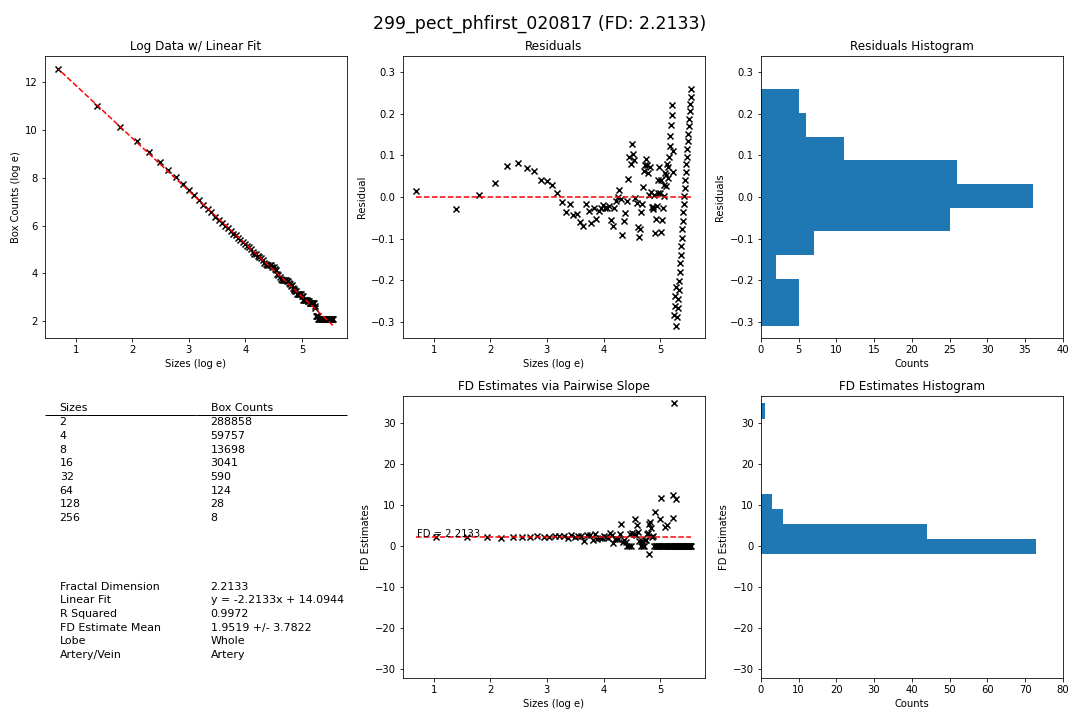 299_pect_phfirst_020817 (FD: 2.2133)
Log Data w/ Linear Fit
Box Counts (log e)
12
10
8
6
4
2
1 2 3 4 5
Sizes (log e)
Residuals
Residual
0.3
0.2
0.1
0.0
−0.1
−0.2
−0.3
1 2 3 4 5
Sizes (log e)
Residuals Histogram
Residuals
0.3
0.2
0.1
0.0
−0.1
−0.2
−0.3
0 5 10 15 20 25 30 35 40
Counts
Sizes Box Counts
2 288858
4 59757
8 13698
16 3041
32 590
64 124
128 28
256 8
Fractal Dimension 2.2133
Linear Fit y = -2.2133x + 14.0944
R Squared 0.9972
FD Estimate Mean 1.9519 +/- 3.7822
Lobe Whole
Artery/Vein Artery
FD Estimates via Pairwise Slope
FD Estimates
30
20
10
0
−10
−20
−30
FD = 2.2133
1 2 3 4 5
Sizes (log e)
FD Estimates Histogram
FD Estimates
30
20
10
0
−10
−20
−30
0 10 20 30 40 50 60 70 80
Counts